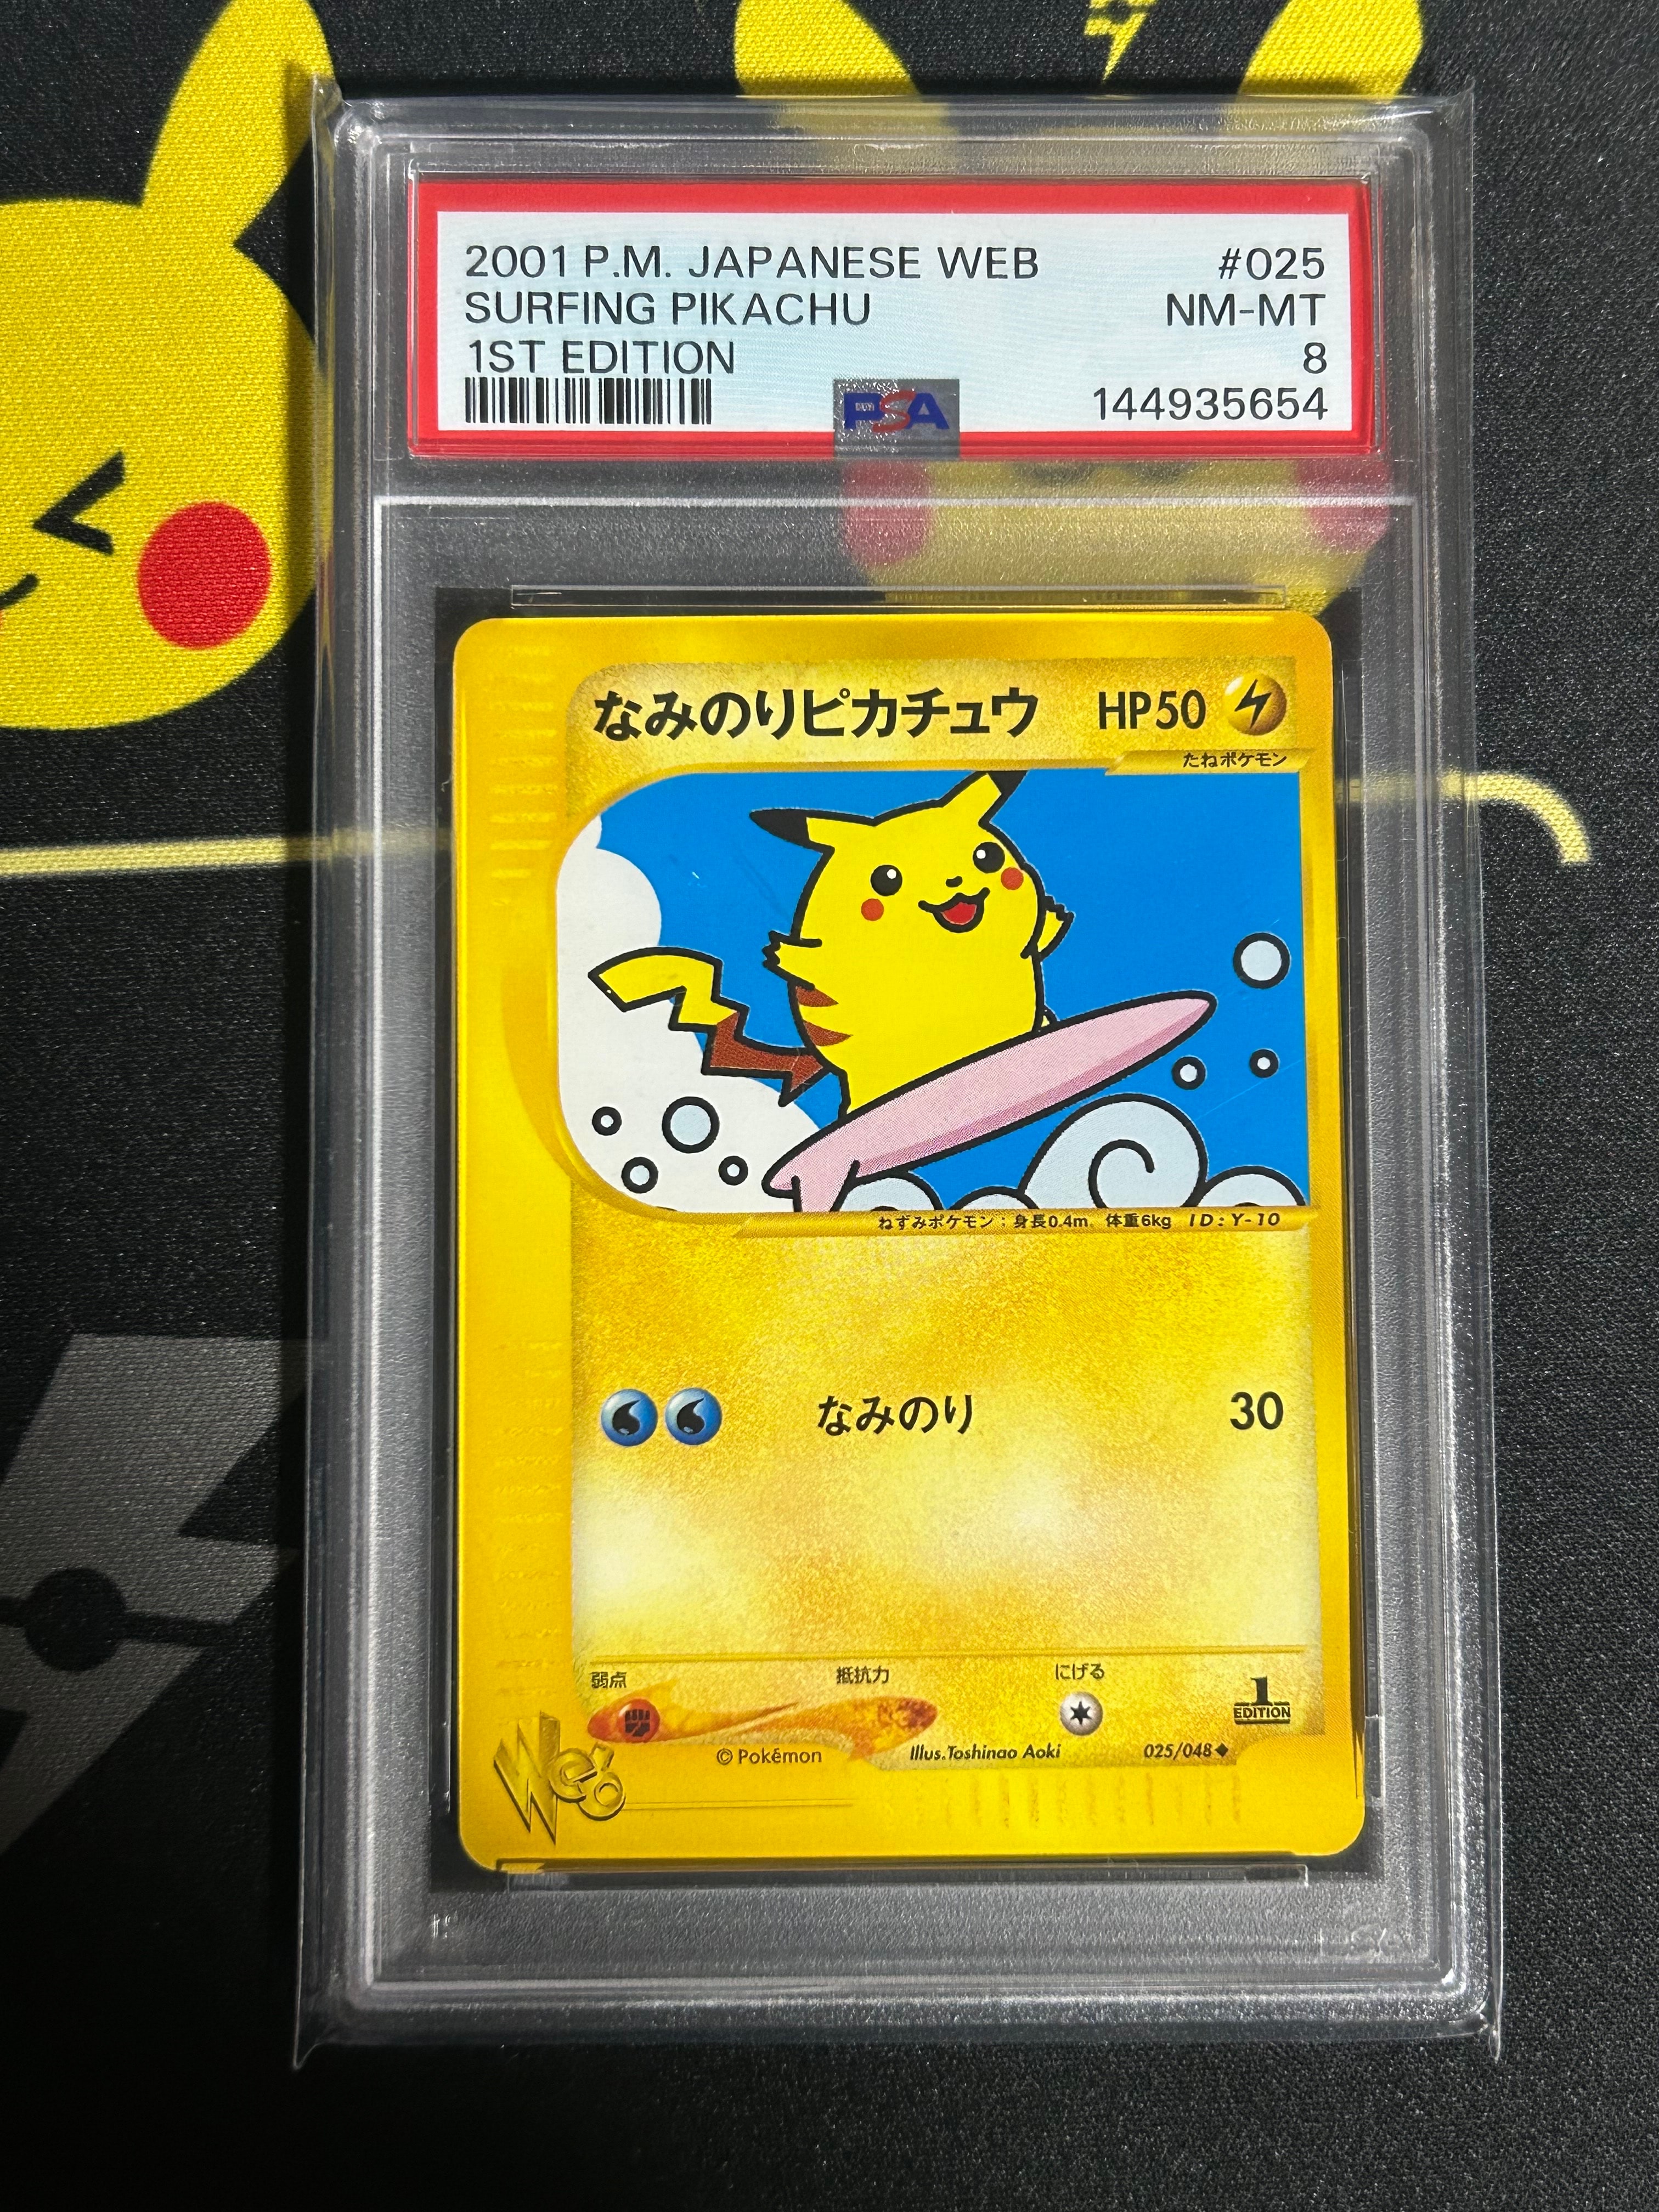 2001 P.M. JAPANESE WEB #025
SURFING PIKACHU NM-MT
1ST EDITION 8
PSA 144935654
なみのりピカチュウ HP50
たねポケモン
ねずみポケモン：身長0.4m、体重6kg ID:Y-10
なみのり 30
弱点 抵抗力 にげる
1
EDITION
Web
© Pokémon Illus.Toshinao Aoki 025/048◆